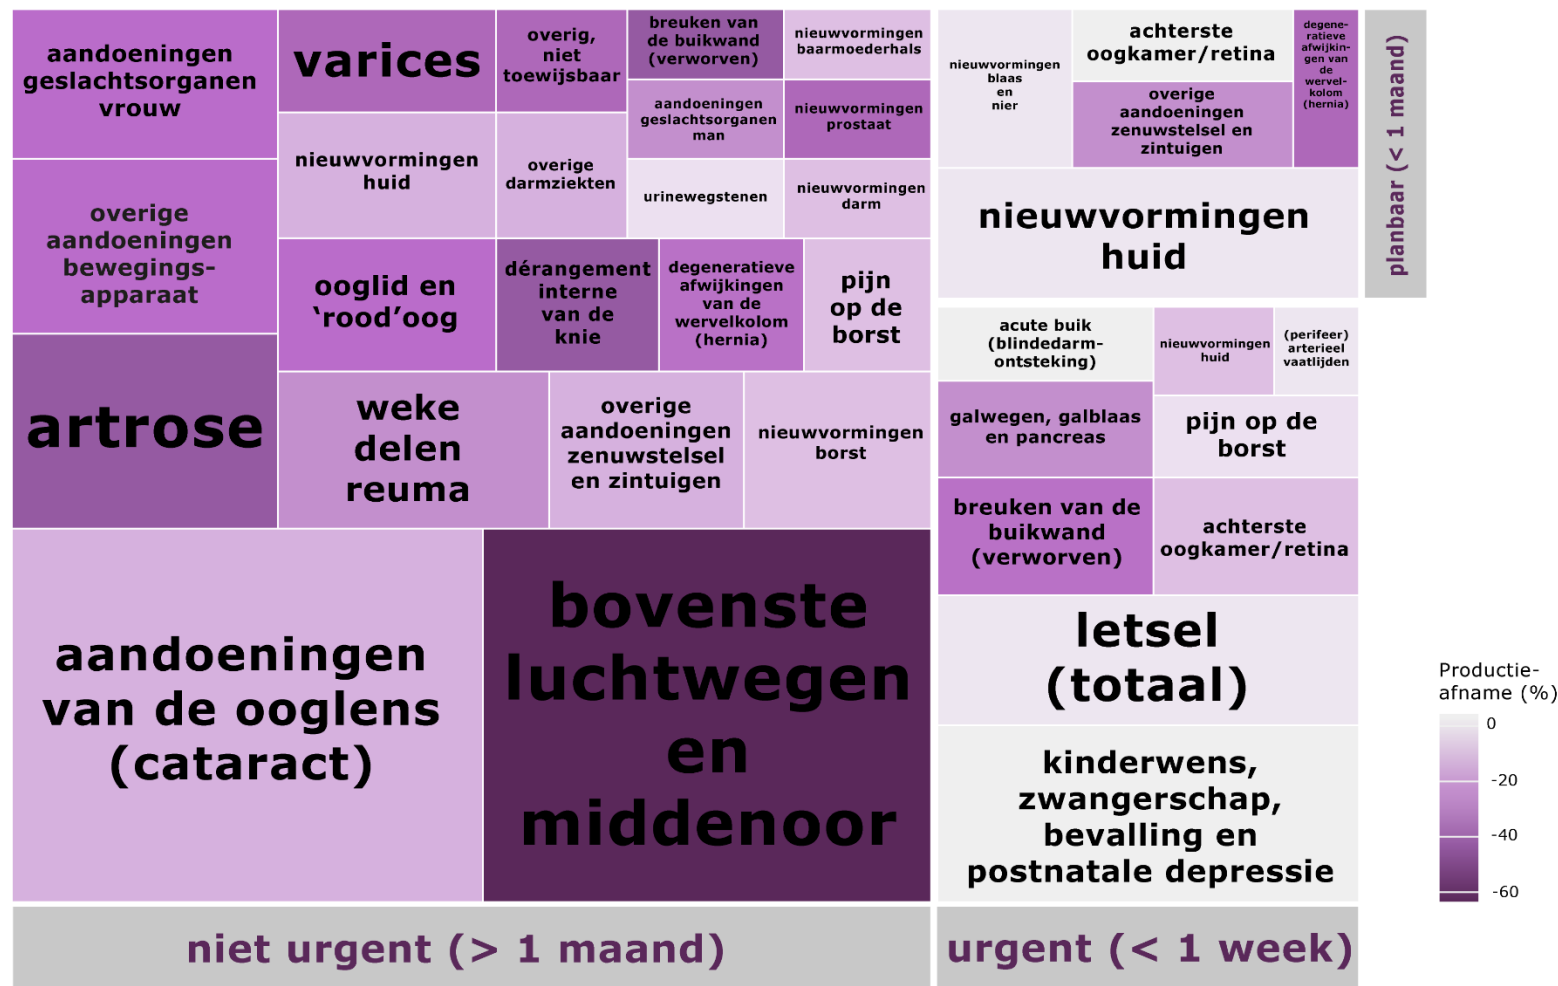 aandoeningen
geslachtsorganen
vrouw
varices
overig,
niet
toewijsbaar
breuken van
de buikwand
(verworven)
nieuwvormingen
baarmoederhals
aandoeningen
geslachtsorganen
man
nieuwvormingen
prostaat
nieuwvormingen
huid
overige
darmziekten
urinewegstenen
nieuwvormingen
darm
overige
aandoeningen
bewegings-
apparaat
ooglid en
‘rood’oog
dérangement
interne
van de
knie
degeneratieve
afwijkingen
van de
wervelkolom
(hernia)
pijn
op de
borst
artrose
weke
delen
reuma
overige
aandoeningen
zenuwstelsel
en zintuigen
nieuwvormingen
borst
aandoeningen
van de ooglens
(cataract)
bovenste
luchtwegen
en
middenoor
niet urgent (> 1 maand)
nieuwvormingen
blaas
en
nier
achterste
oogkamer/retina
overige
aandoeningen
zenuwstelsel en
zintuigen
degene-
ratieve
afwijkin-
gen van
de
wervel-
kolom
(hernia)
nieuwvormingen
huid
planbaar (< 1 maand)
acute buik
(blindedarm-
ontsteking)
nieuwvormingen
huid
(perifeer)
arterieel
vaatlijden
galwegen, galblaas
en pancreas
pijn op de
borst
breuken van de
buikwand
(verworven)
achterste
oogkamer/retina
letsel
(totaal)
kinderwens,
zwangerschap,
bevalling en
postnatale depressie
urgent (< 1 week)
Productie-
afname (%)
0
-20
-40
-60